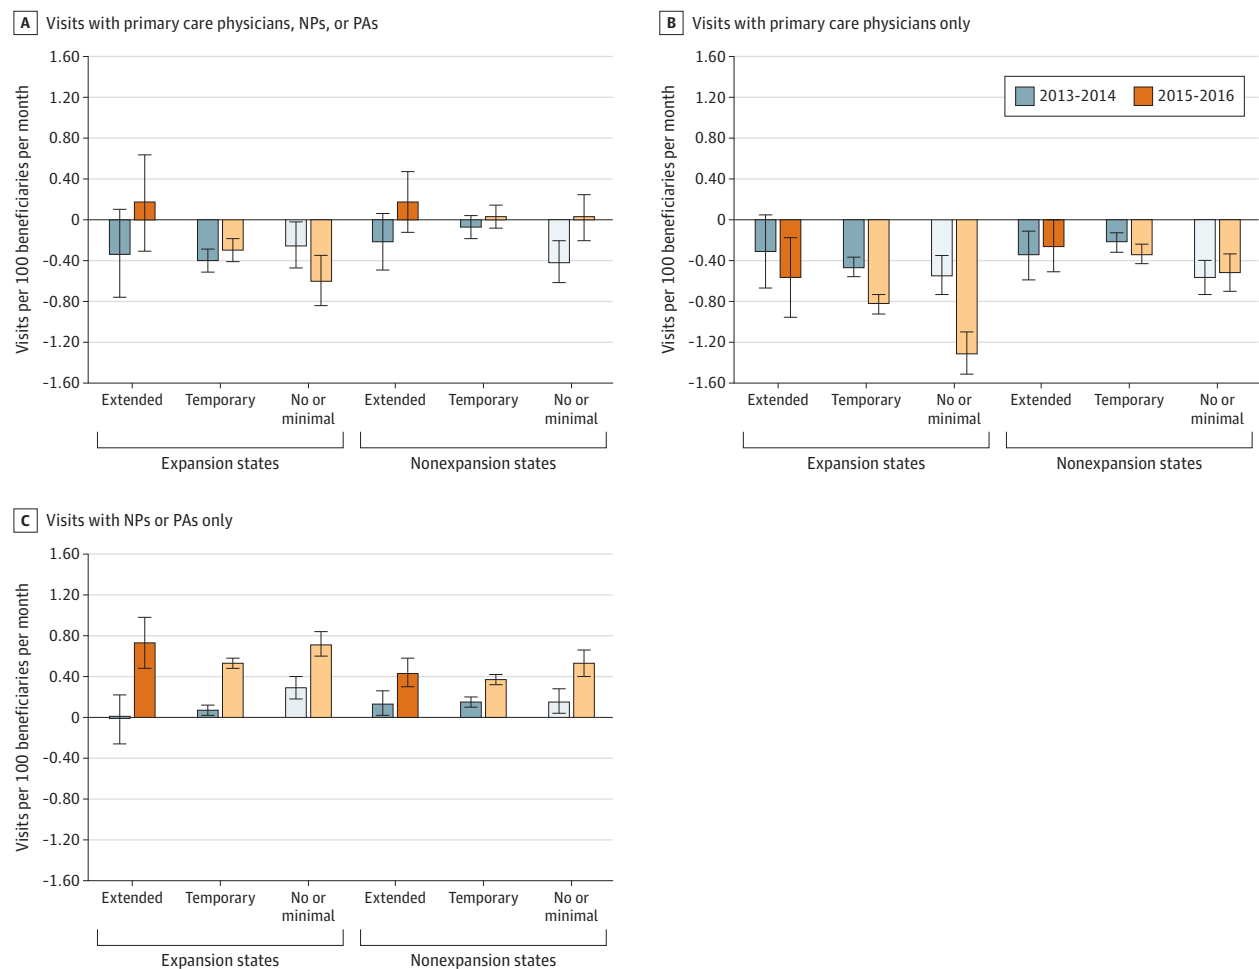 A Visits with primary care physicians, NPs, or PAs
Visits per 100 beneficiaries per month
1.60
1.20
0.80
0.40
0
-0.40
-0.80
-1.20
-1.60
Extended Temporary No or minimal Extended Temporary No or minimal
Expansion states Nonexpansion states
B Visits with primary care physicians only
Visits per 100 beneficiaries per month
1.60
1.20
0.80
0.40
0
-0.40
-0.80
-1.20
-1.60
2013-2014 2015-2016
Extended Temporary No or minimal Extended Temporary No or minimal
Expansion states Nonexpansion states
C Visits with NPs or PAs only
Visits per 100 beneficiaries per month
1.60
1.20
0.80
0.40
0
-0.40
-0.80
-1.20
-1.60
Extended Temporary No or minimal Extended Temporary No or minimal
Expansion states Nonexpansion states